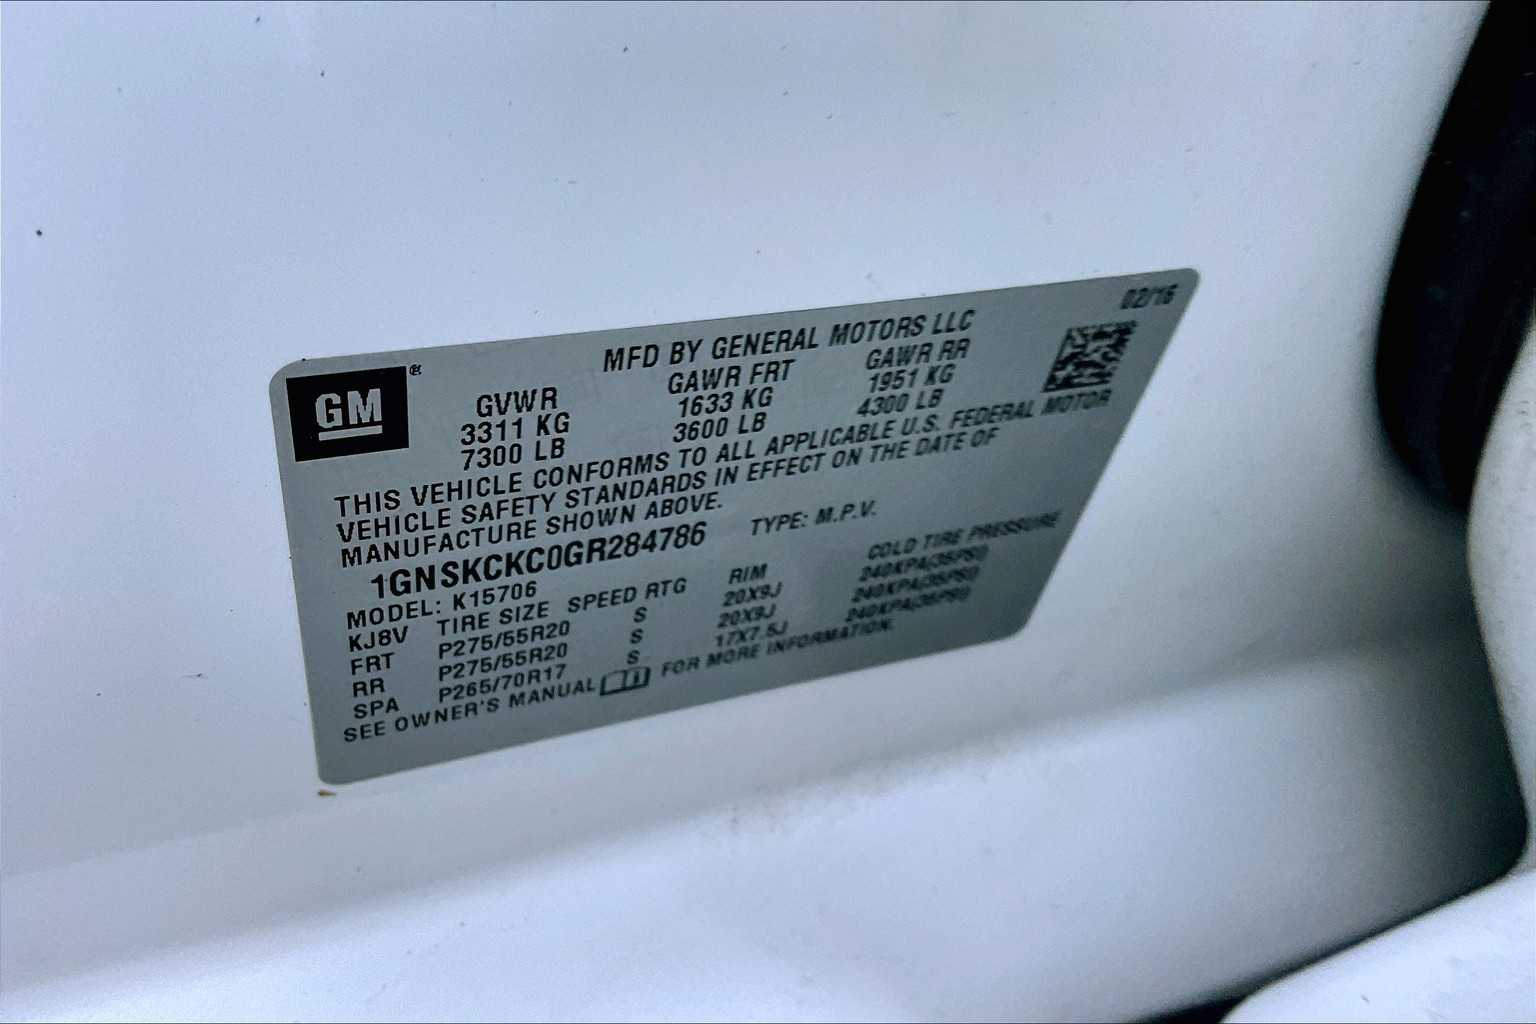 02/16
MFD BY GENERAL MOTORS LLC
GM®
GVWR GAWR FRT GAWR RR
3311 KG 1633 KG 1951 KG
7300 LB 3600 LB 4300 LB
THIS VEHICLE CONFORMS TO ALL APPLICABLE U.S. FEDERAL MOTOR
VEHICLE SAFETY STANDARDS IN EFFECT ON THE DATE OF
MANUFACTURE SHOWN ABOVE.
1GNSKCKC0GR284786 TYPE: M.P.V.
MODEL: K15706
KJ8V TIRE SIZE SPEED RTG RIM COLD TIRE PRESSURE
FRT P275/55R20 S 20X9J 240KPA(35PSI)
RR P275/55R20 S 20X9J 240KPA(35PSI)
SPA P265/70R17 S 17X7.5J 240KPA(35PSI)
SEE OWNER'S MANUAL FOR MORE INFORMATION.